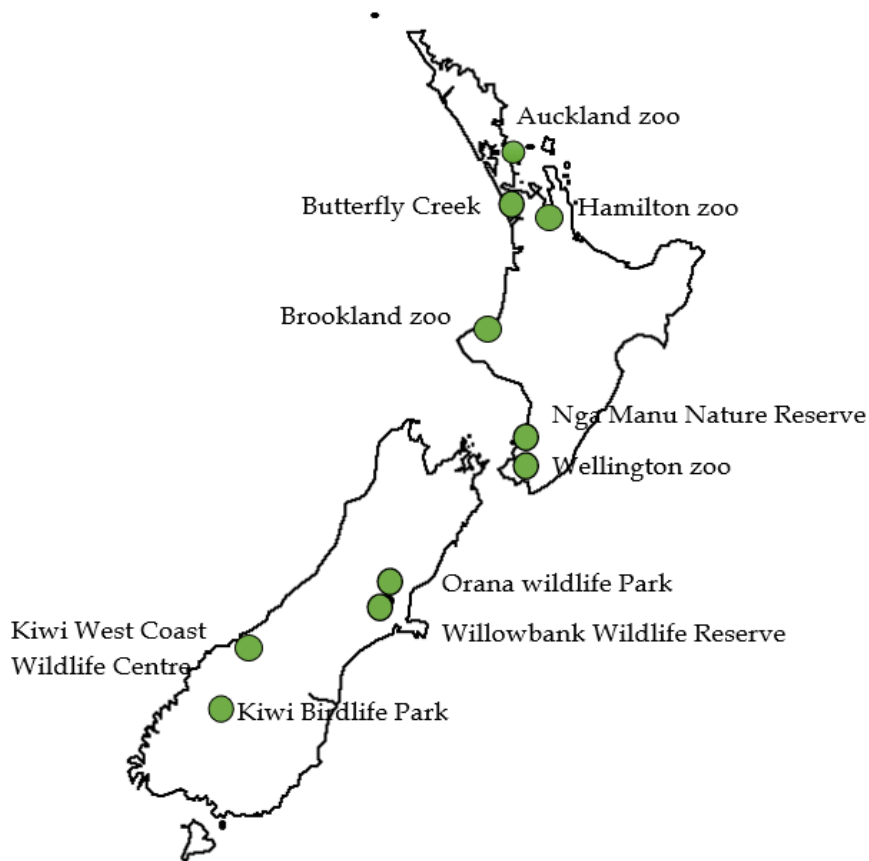 Auckland zoo
Butterfly Creek
Hamilton zoo
Brookland zoo
Nga Manu Nature Reserve
Wellington zoo
Orana wildlife Park
Kiwi West Coast
Wildlife Centre
Willowbank Wildlife Reserve
Kiwi Birdlife Park